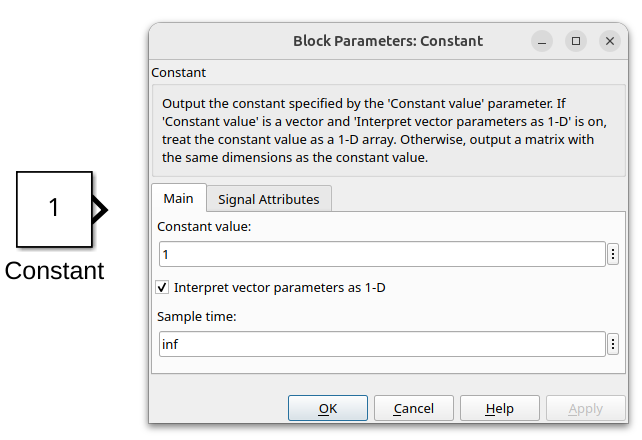 Block Parameters: Constant
Constant
Output the constant specified by the 'Constant value' parameter. If
'Constant value' is a vector and 'Interpret vector parameters as 1-D' is on,
treat the constant value as a 1-D array. Otherwise, output a matrix with
the same dimensions as the constant value.
Main Signal Attributes
Constant value:
1
Interpret vector parameters as 1-D
Sample time:
inf
OK Cancel Help Apply
1
Constant